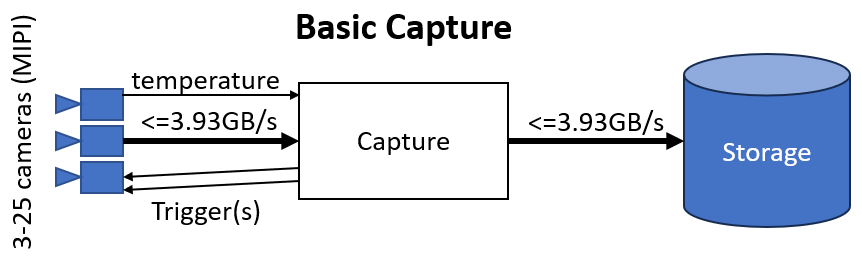 Basic Capture
3-25 cameras (MIPI)
temperature
<=3.93GB/s
Trigger(s)
Capture
<=3.93GB/s
Storage